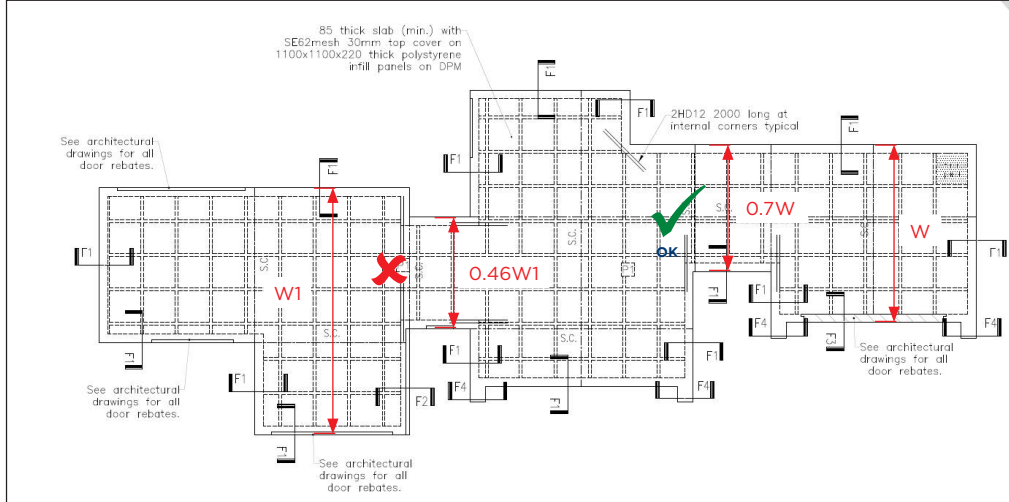 85 thick slab (min.) with
SE62mesh 30mm top cover on
1100x1100x220 thick polystyrene
infill panels on DPM
F1
F1
2HD12 2000 long at
internal corners typical
F1
See architectural
drawings for all
door rebates.
F1
F1
S.C.
0.7W
W
S.C.
OK
F1
S.C.
S.C.
S.C.
W1
0.46W1
P1
F1
F1
F1
F4
F4
F3
S.C.
S.C.
F1
F1
F1
See architectural
drawings for all
door rebates.
See architectural
drawings for all
door rebates.
F1
F2
F4
F4
F1
F1
F1
See architectural
drawings for all
door rebates.